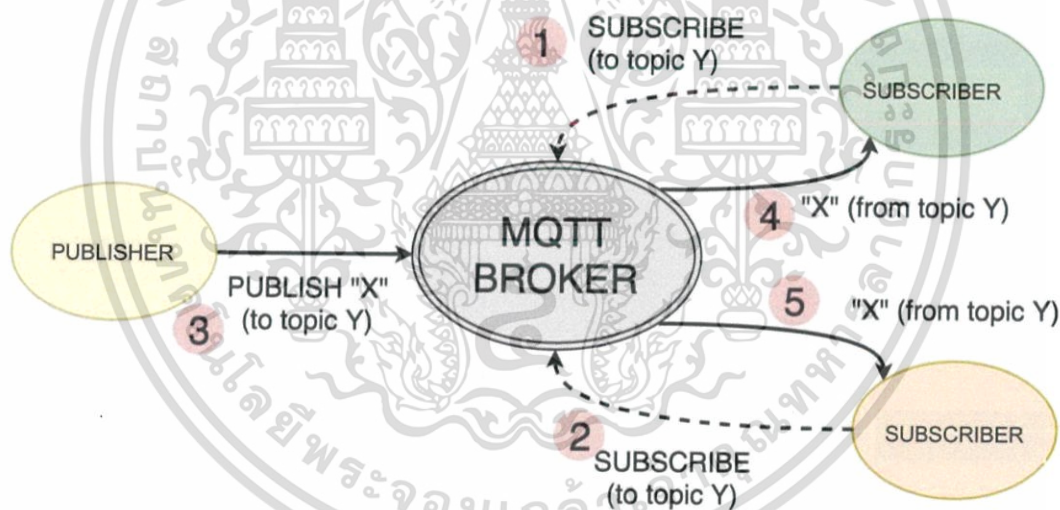 1
SUBSCRIBE
(to topic Y)
SUBSCRIBER
4
"X" (from topic Y)
MQTT
BROKER
PUBLISHER
PUBLISH "X"
(to topic Y)
3
5
"X" (from topic Y)
2
SUBSCRIBE
(to topic Y)
SUBSCRIBER